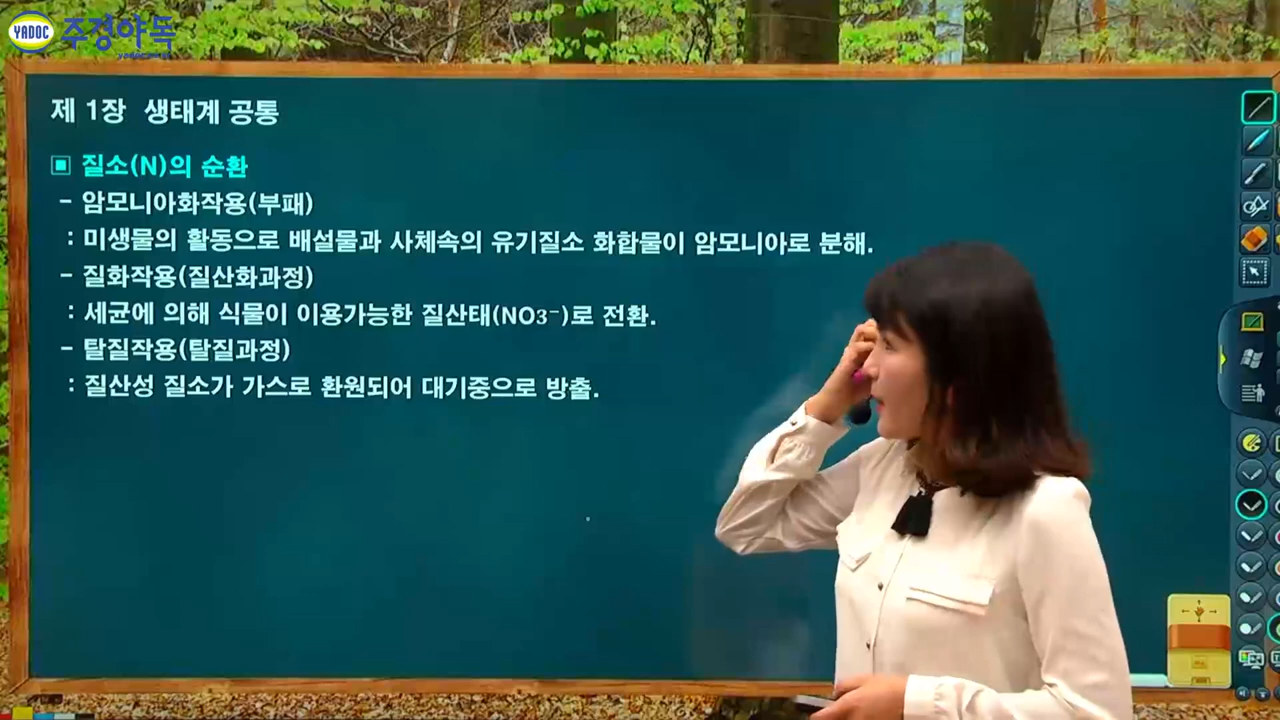 YADOC 주경야독
제 1장 생태계 공통
▣ 질소(N)의 순환
- 암모니아화작용(부패)
: 미생물의 활동으로 배설물과 사체속의 유기질소 화합물이 암모니아로 분해.
- 질화작용(질산화과정)
: 세균에 의해 식물이 이용가능한 질산태(NO3⁻)로 전환.
- 탈질작용(탈질과정)
: 질산성 질소가 가스로 환원되어 대기중으로 방출.